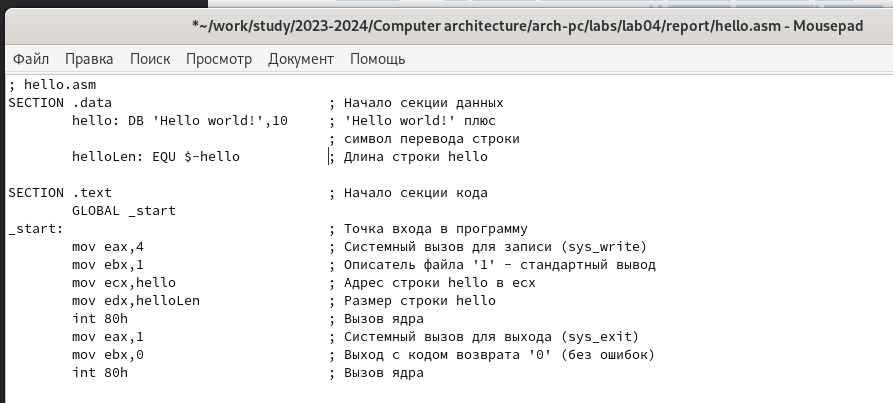 *~/work/study/2023-2024/Computer architecture/arch-pc/labs/lab04/report/hello.asm - Mousepad
Файл Правка Поиск Просмотр Документ Помощь
; hello.asm
SECTION .data ; Начало секции данных
hello: DB 'Hello world!',10 ; 'Hello world!' плюс
; символ перевода строки
helloLen: EQU $-hello ; Длина строки hello
SECTION .text ; Начало секции кода
GLOBAL _start
_start: ; Точка входа в программу
mov eax,4 ; Системный вызов для записи (sys_write)
mov ebx,1 ; Описатель файла '1' - стандартный вывод
mov ecx,hello ; Адрес строки hello в ecx
mov edx,helloLen ; Размер строки hello
int 80h ; Вызов ядра
mov eax,1 ; Системный вызов для выхода (sys_exit)
mov ebx,0 ; Выход с кодом возврата '0' (без ошибок)
int 80h ; Вызов ядра